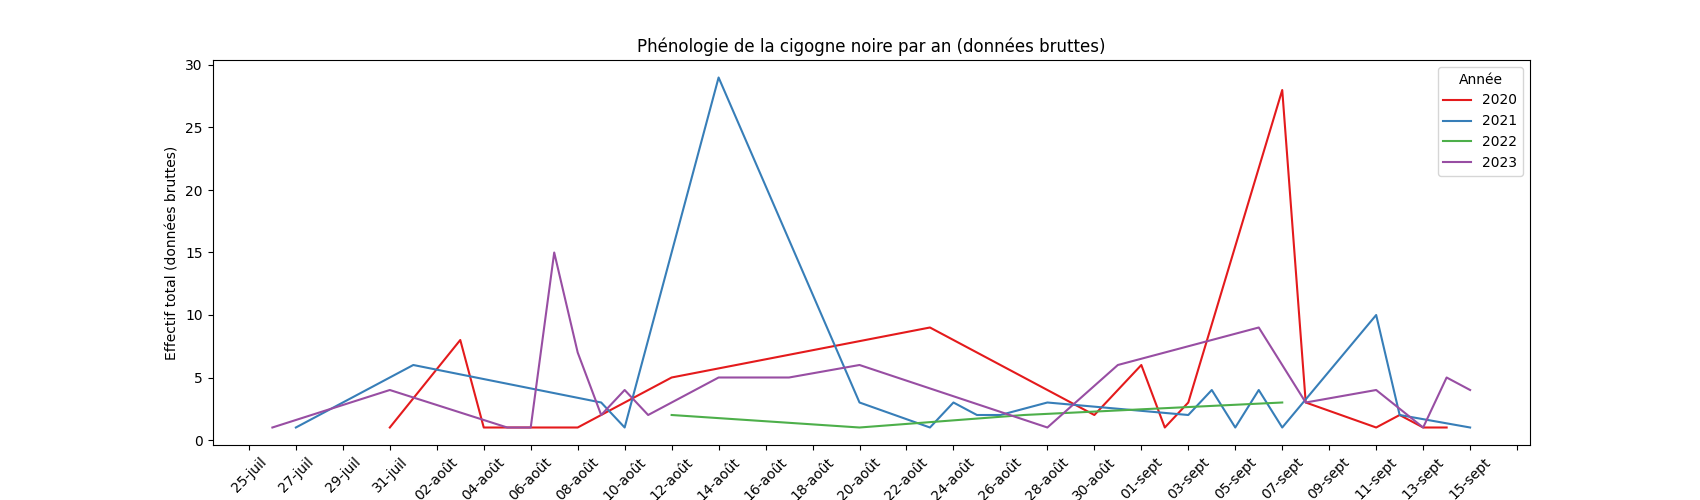 Phénologie de la cigogne noire par an (données bruttes)
Effectif total (données bruttes)
30
25
20
15
10
5
0
Année
2020
2021
2022
2023
25-juil
27-juil
29-juil
31-juil
02-août
04-août
06-août
08-août
10-août
12-août
14-août
16-août
18-août
20-août
22-août
24-août
26-août
28-août
30-août
01-sept
03-sept
05-sept
07-sept
09-sept
11-sept
13-sept
15-sept